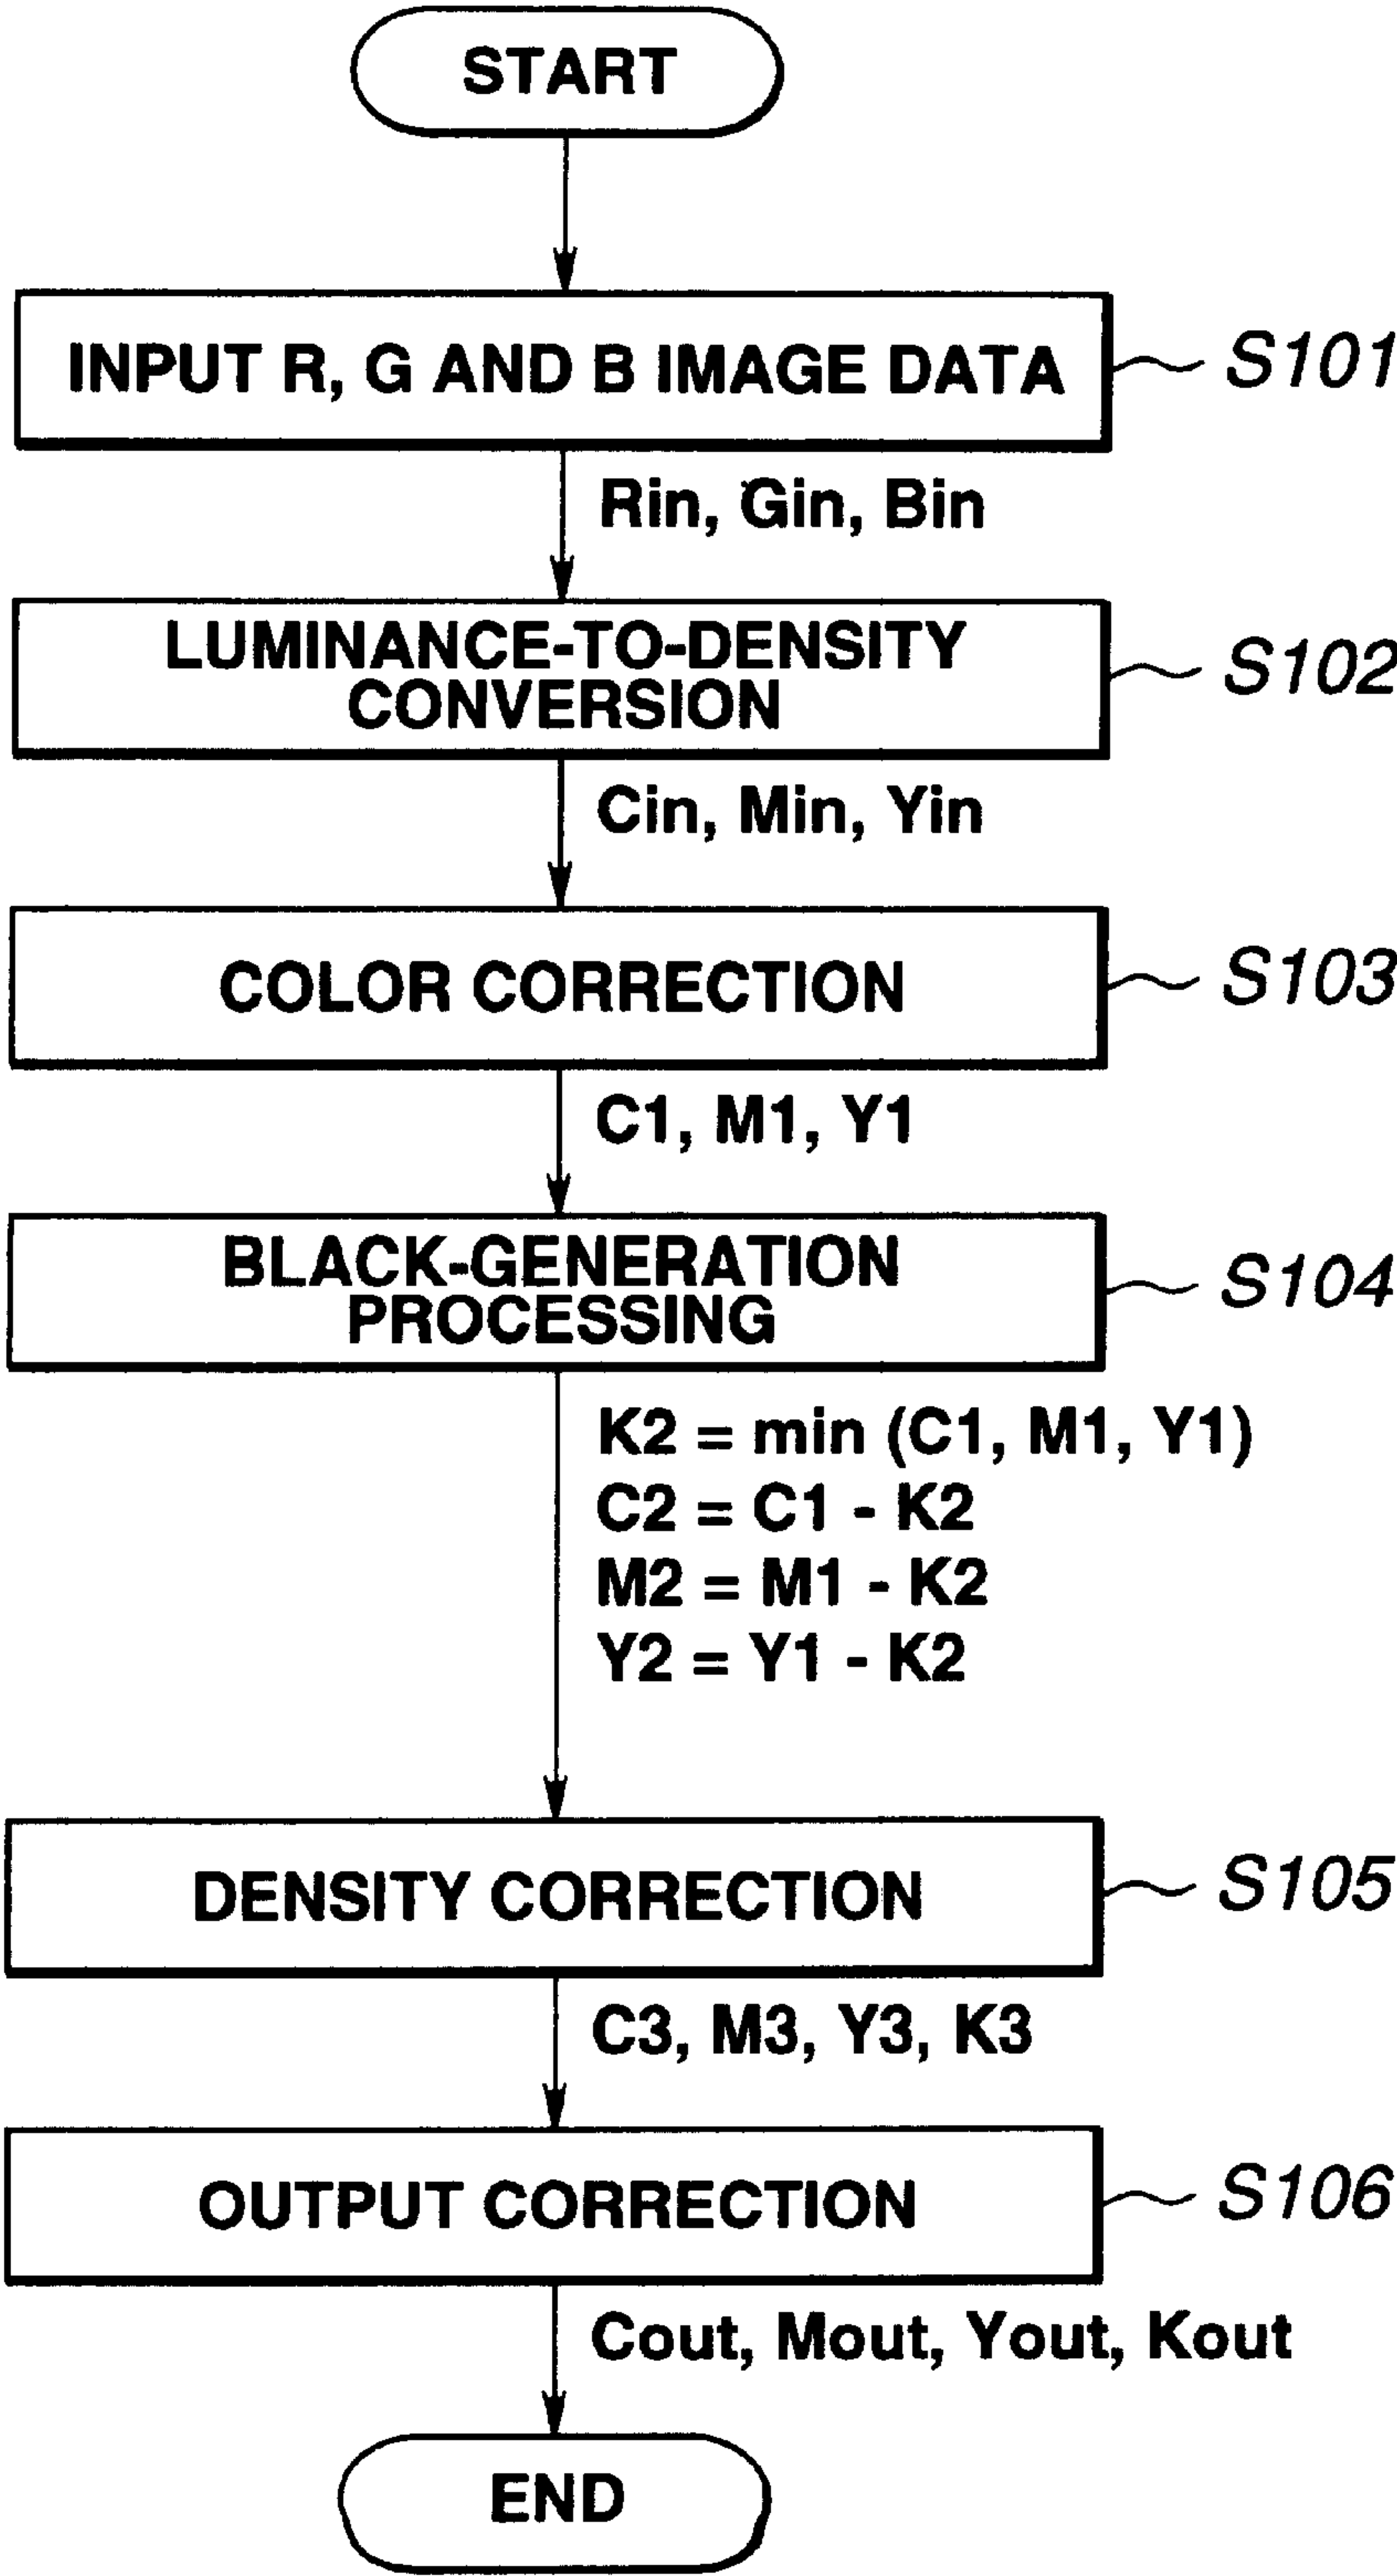 START
INPUT R, G AND B IMAGE DATA
S101
Rin, Gin, Bin
LUMINANCE-TO-DENSITY
CONVERSION
S102
Cin, Min, Yin
COLOR CORRECTION
S103
C1, M1, Y1
BLACK-GENERATION
PROCESSING
S104
K2 = min (C1, M1, Y1)
C2 = C1 - K2
M2 = M1 - K2
Y2 = Y1 - K2
DENSITY CORRECTION
S105
C3, M3, Y3, K3
OUTPUT CORRECTION
S106
Cout, Mout, Yout, Kout
END